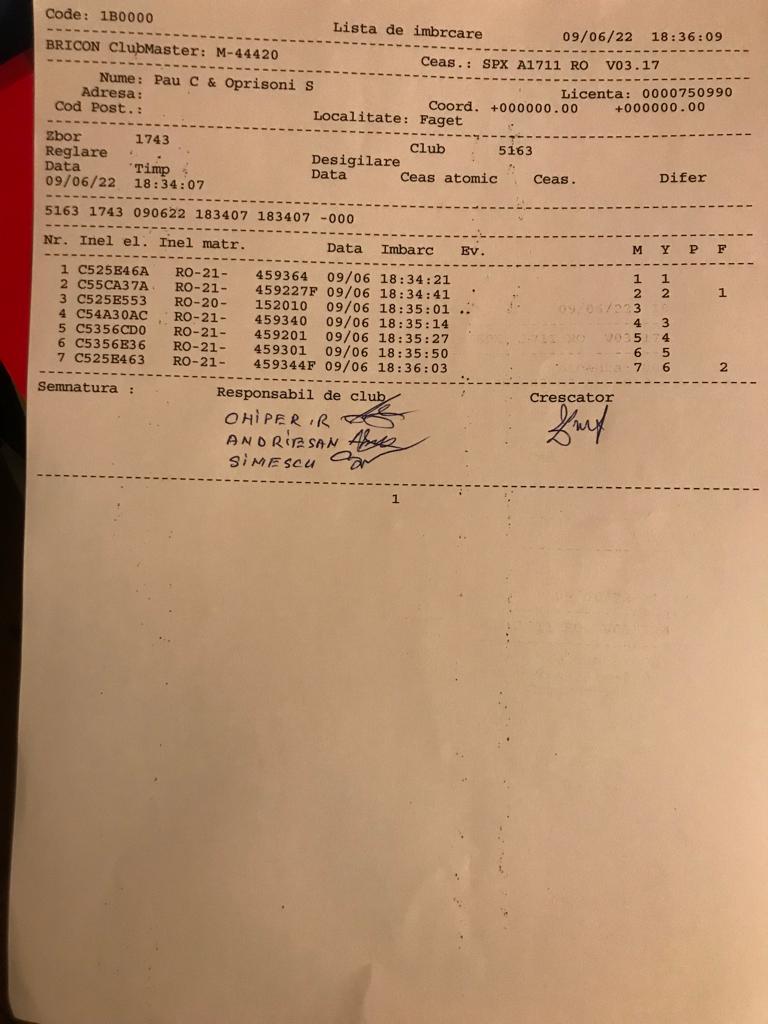 Code: 1B0000
Lista de imbrcare 09/06/22 18:36:09
BRICON ClubMaster: M-44420 Ceas.: SPX A1711 RO V03.17
Nume: Pau C & Oprisoni S Licenta: 0000750990
Adresa: Coord. +000000.00 +000000.00
Cod Post.: Localitate: Faget
Zbor 1743 Club 5163
Reglare Desigilare
Data Timp Data Ceas atomic Ceas. Difer
09/06/22 18:34:07
5163 1743 090622 183407 183407 -000
Nr. Inel el. Inel matr. Data Imbarc Ev. M Y P F
1 C525E46A RO-21- 459364 09/06 18:34:21 1 1
2 C55CA37A RO-21- 459227F 09/06 18:34:41 2 2 1
3 C525E553 RO-20- 152010 09/06 18:35:01 3
4 C54A30AC RO-21- 459340 09/06 18:35:14 4 3
5 C5356CD0 RO-21- 459201 09/06 18:35:27 5 4
6 C5356E36 RO-21- 459301 09/06 18:35:50 6 5
7 C525E463 RO-21- 459344F 09/06 18:36:03 7 6 2
Semnatura : Responsabil de club Crescator
OHIPER IR
ANDRIESAN
SIMESCU
1